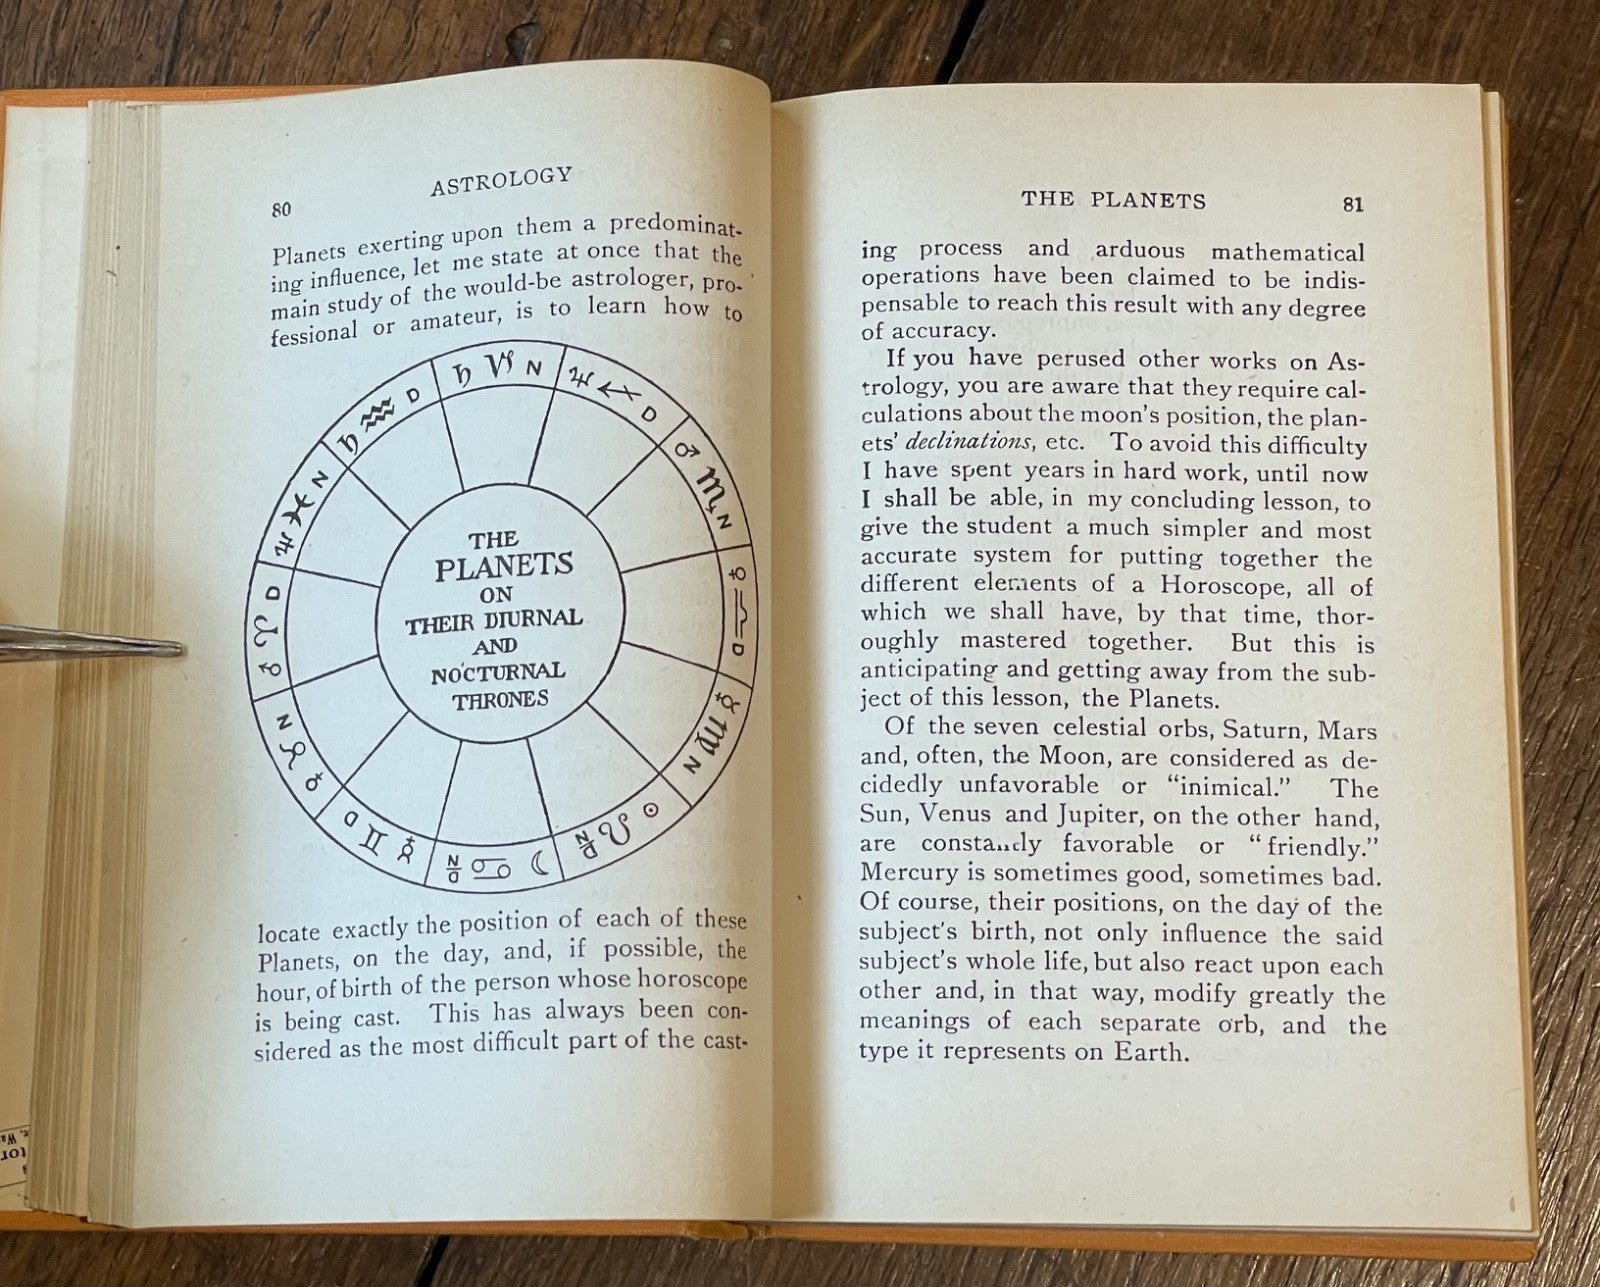 80
ASTROLOGY
Planets exerting upon them a predominat-
ing influence, let me state at once that the
main study of the would-be astrologer, pro-
fessional or amateur, is to learn how to
♄ ♑ N
♃ ♐ D
♂ ♏ N
♀ ♎ D
☿ ♍ N
☉ ♌ N D
☾ ♋ N D
☿ ♊ D
♀ ♉ N
♂ ♈ D
♃ ♓ N
♄ ♒ D
THE
PLANETS
ON
THEIR DIURNAL
AND
NOCTURNAL
THRONES
locate exactly the position of each of these
Planets, on the day, and, if possible, the
hour, of birth of the person whose horoscope
is being cast. This has always been con-
sidered as the most difficult part of the cast-
THE PLANETS
81
ing process and arduous mathematical
operations have been claimed to be indis-
pensable to reach this result with any degree
of accuracy.
If you have perused other works on As-
trology, you are aware that they require cal-
culations about the moon's position, the plan-
ets' declinations, etc. To avoid this difficulty
I have spent years in hard work, until now
I shall be able, in my concluding lesson, to
give the student a much simpler and most
accurate system for putting together the
different elements of a Horoscope, all of
which we shall have, by that time, thor-
oughly mastered together. But this is
anticipating and getting away from the sub-
ject of this lesson, the Planets.
Of the seven celestial orbs, Saturn, Mars
and, often, the Moon, are considered as de-
cidedly unfavorable or "inimical." The
Sun, Venus and Jupiter, on the other hand,
are constantly favorable or "friendly."
Mercury is sometimes good, sometimes bad.
Of course, their positions, on the day of the
subject's birth, not only influence the said
subject's whole life, but also react upon each
other and, in that way, modify greatly the
meanings of each separate orb, and the
type it represents on Earth.